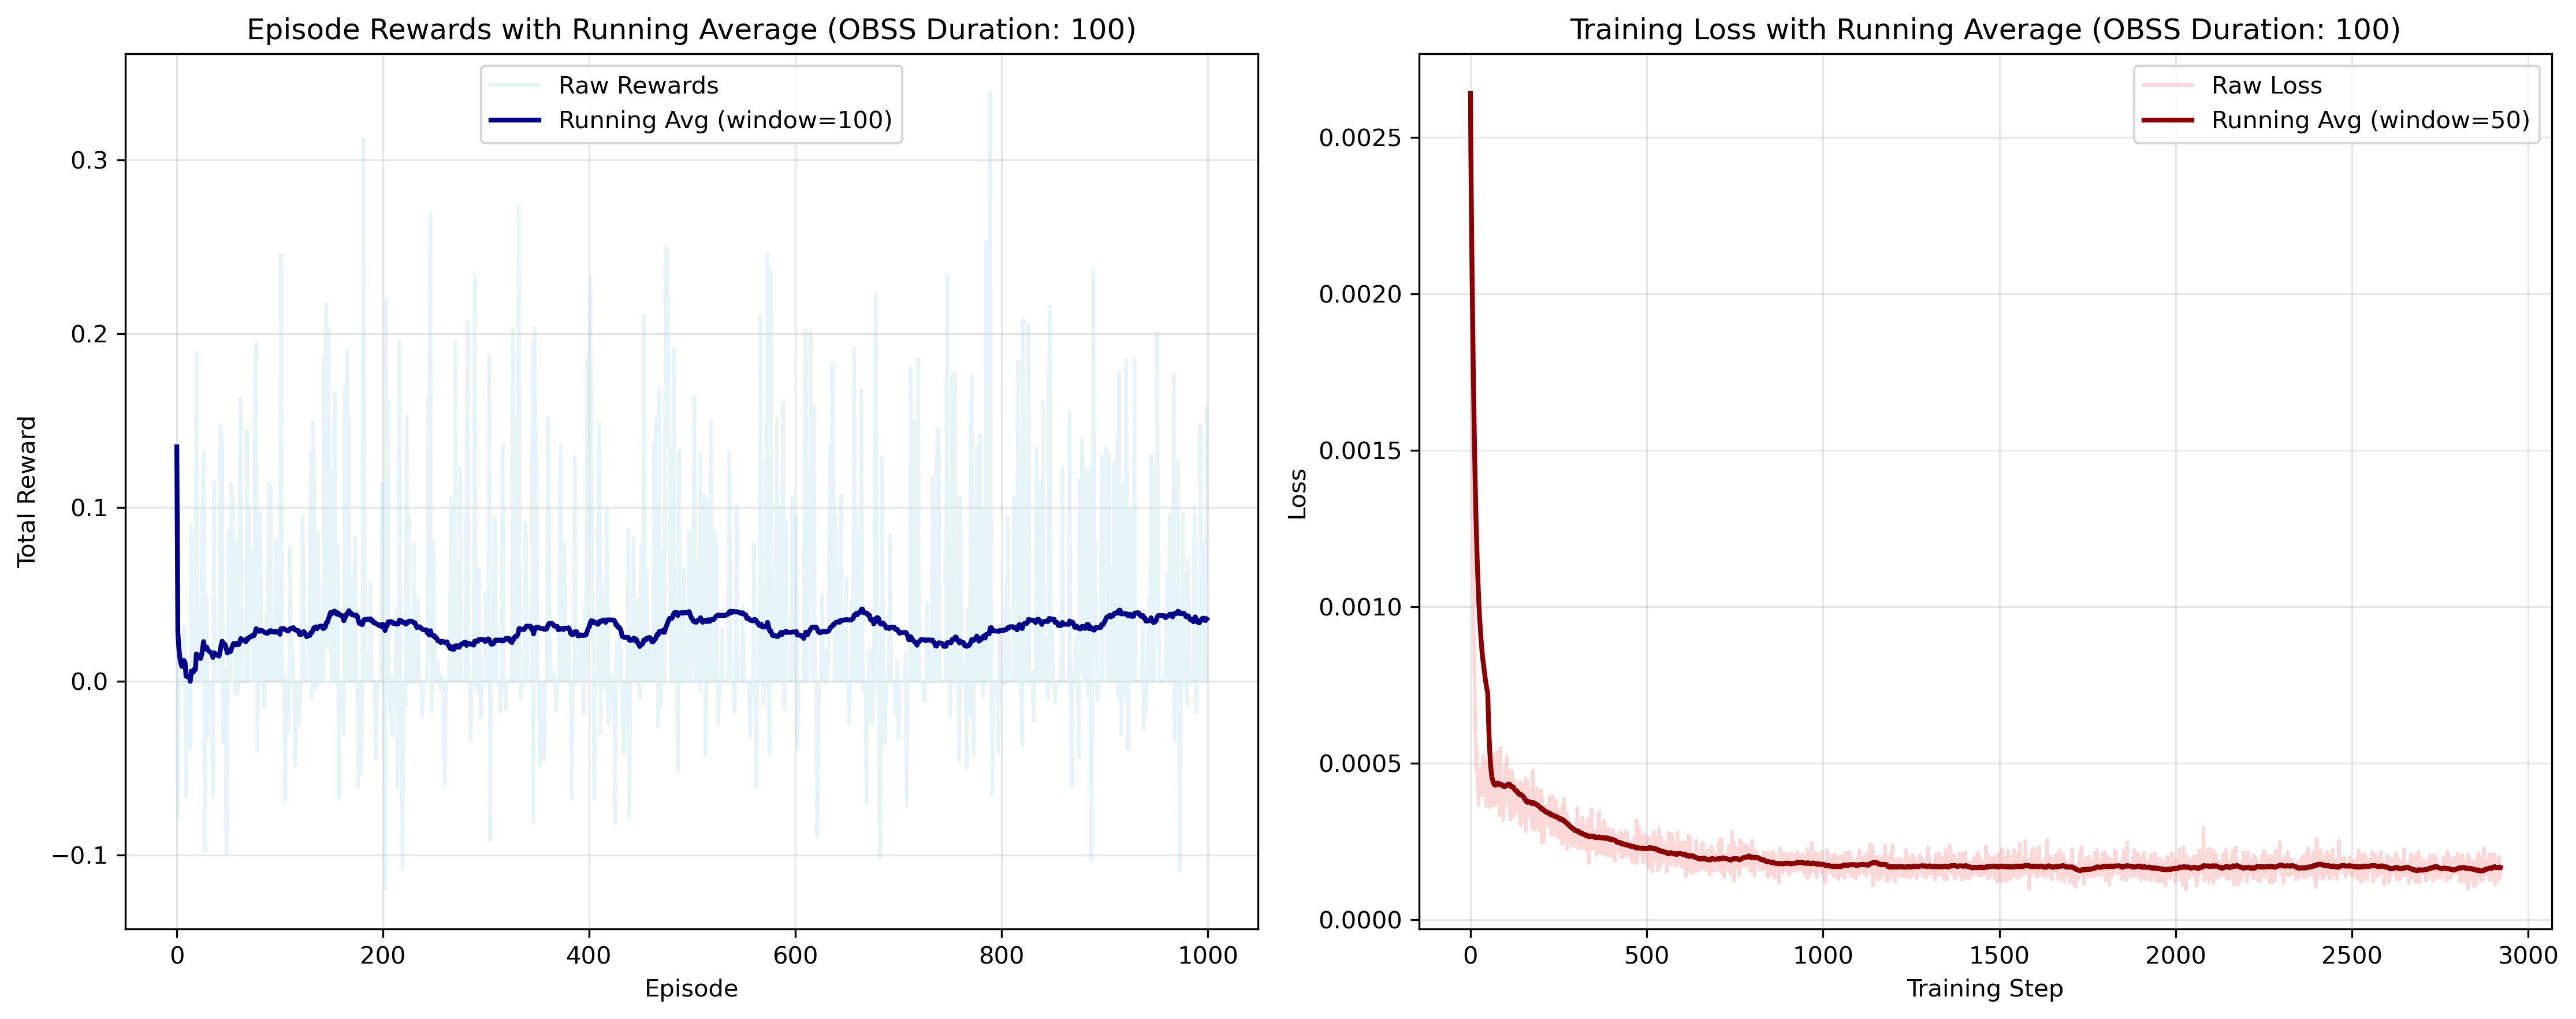 Episode Rewards with Running Average (OBSS Duration: 100)
Raw Rewards
Running Avg (window=100)
Total Reward
0.3
0.2
0.1
0.0
−0.1
0
200
400
600
800
1000
Episode
Training Loss with Running Average (OBSS Duration: 100)
Raw Loss
Running Avg (window=50)
Loss
0.0025
0.0020
0.0015
0.0010
0.0005
0.0000
0
500
1000
1500
2000
2500
3000
Training Step